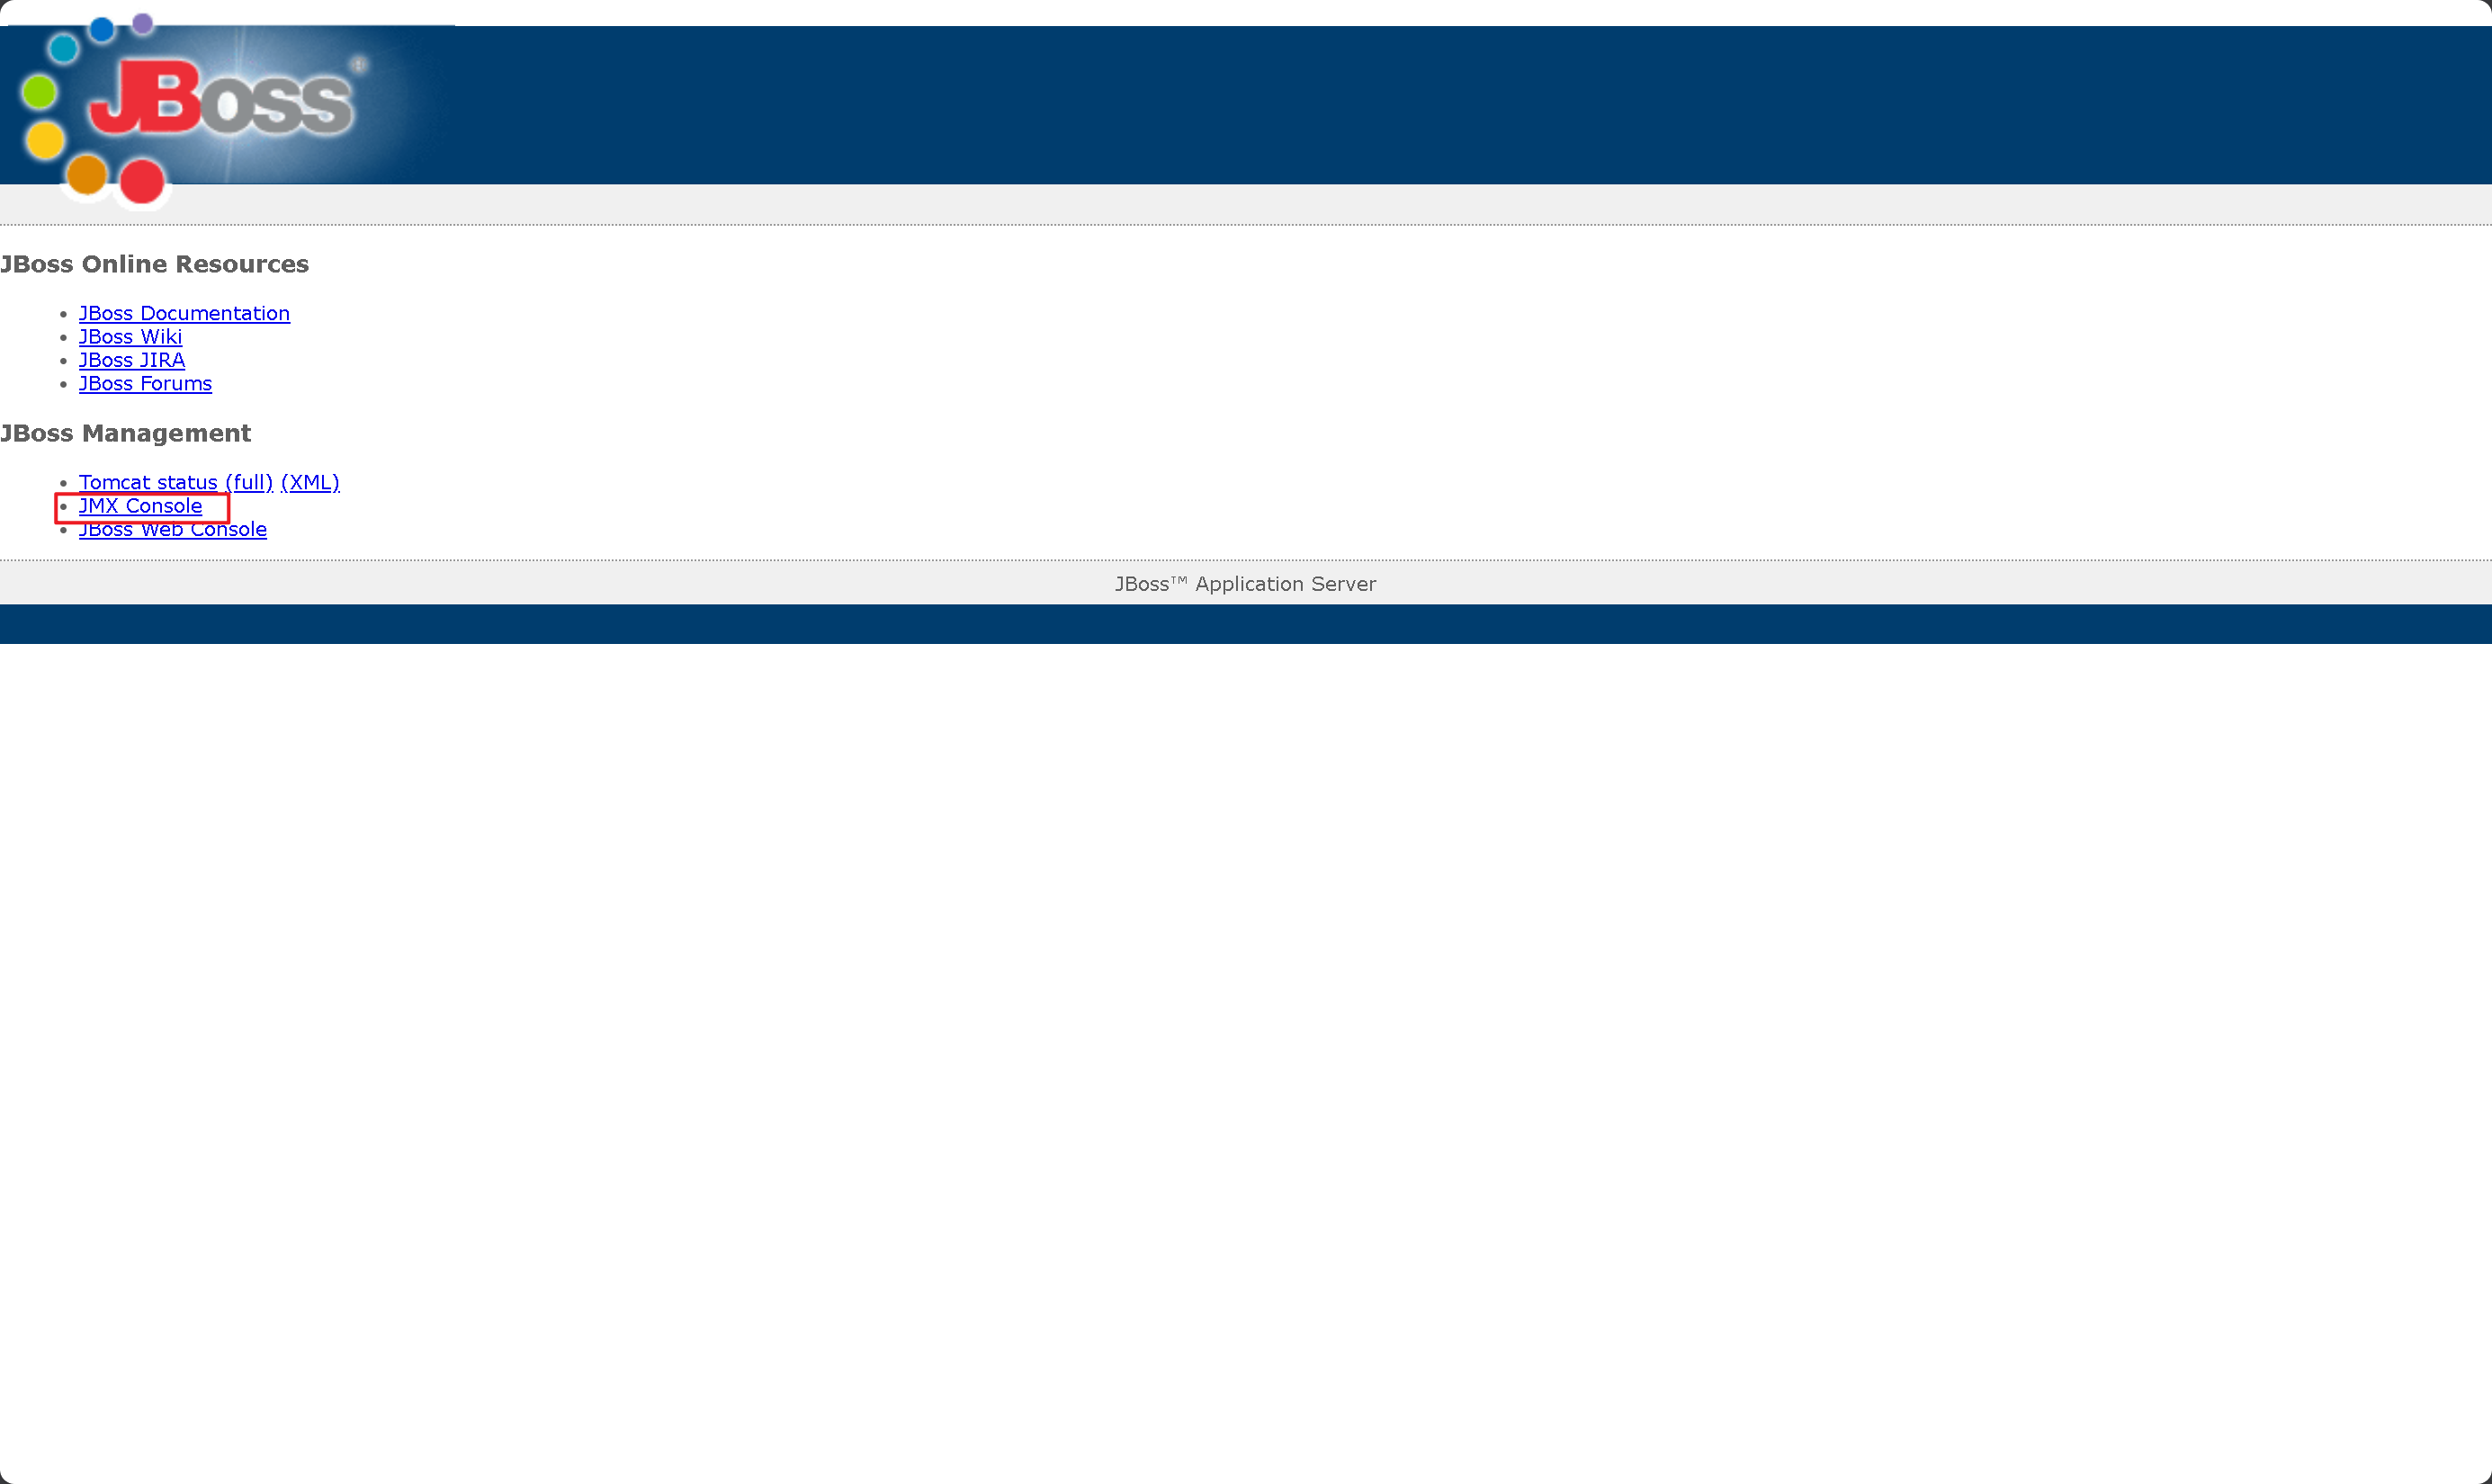 JBoss®
JBoss Online Resources
JBoss Documentation
JBoss Wiki
JBoss JIRA
JBoss Forums
JBoss Management
Tomcat status (full) (XML)
JMX Console
JBoss Web Console
JBoss™ Application Server